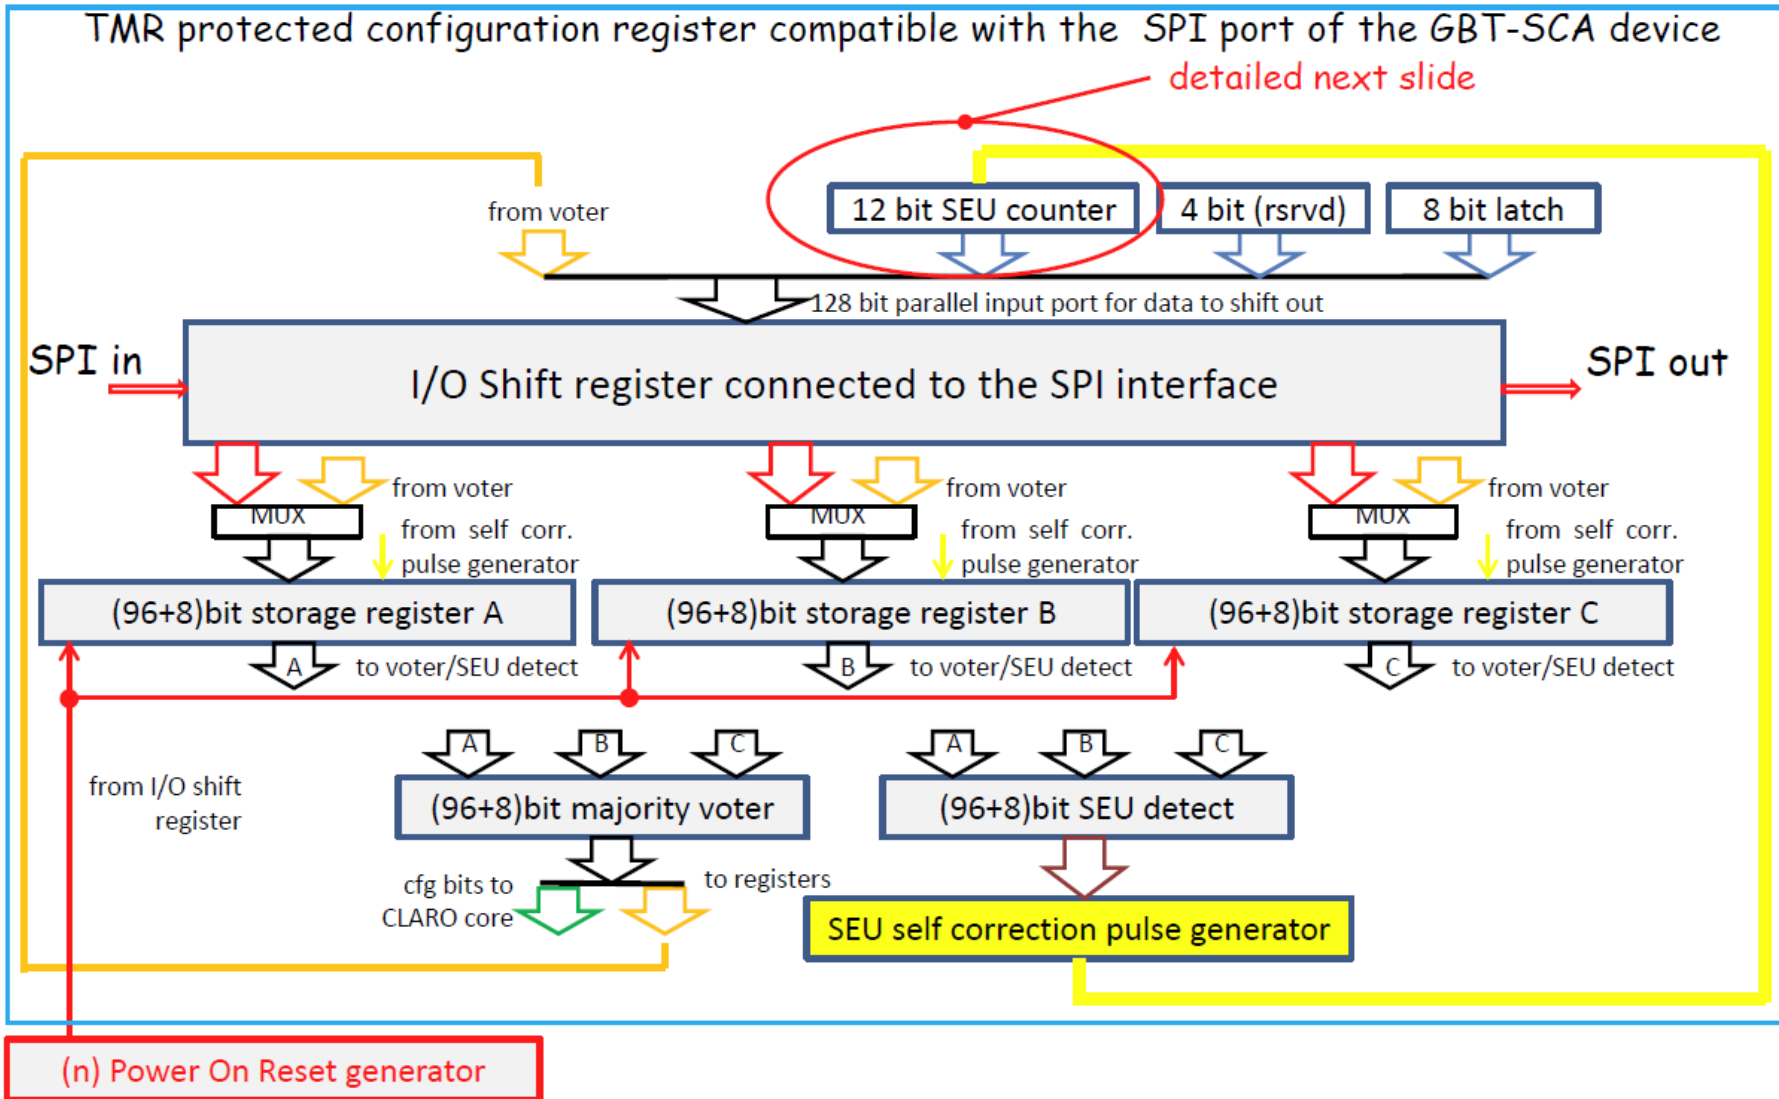 TMR protected configuration register compatible with the SPI port of the GBT-SCA device
detailed next slide
from voter
12 bit SEU counter
4 bit (rsrvd)
8 bit latch
128 bit parallel input port for data to shift out
SPI in
I/O Shift register connected to the SPI interface
SPI out
from voter
from voter
from voter
MUX
MUX
MUX
from self corr.
pulse generator
from self corr.
pulse generator
from self corr.
pulse generator
(96+8)bit storage register A
(96+8)bit storage register B
(96+8)bit storage register C
A
to voter/SEU detect
B
to voter/SEU detect
C
to voter/SEU detect
A
B
C
A
B
C
from I/O shift
register
(96+8)bit majority voter
(96+8)bit SEU detect
cfg bits to
CLARO core
to registers
SEU self correction pulse generator
(n) Power On Reset generator